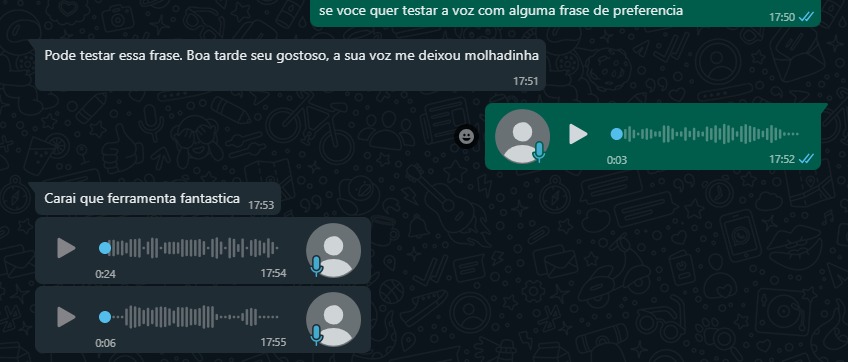 se voce quer testar a voz com alguma frase de preferencia
17:50
Pode testar essa frase. Boa tarde seu gostoso, a sua voz me deixou molhadinha
17:51
0:03 17:52
Carai que ferramenta fantastica 17:53
0:24 17:54
0:06 17:55